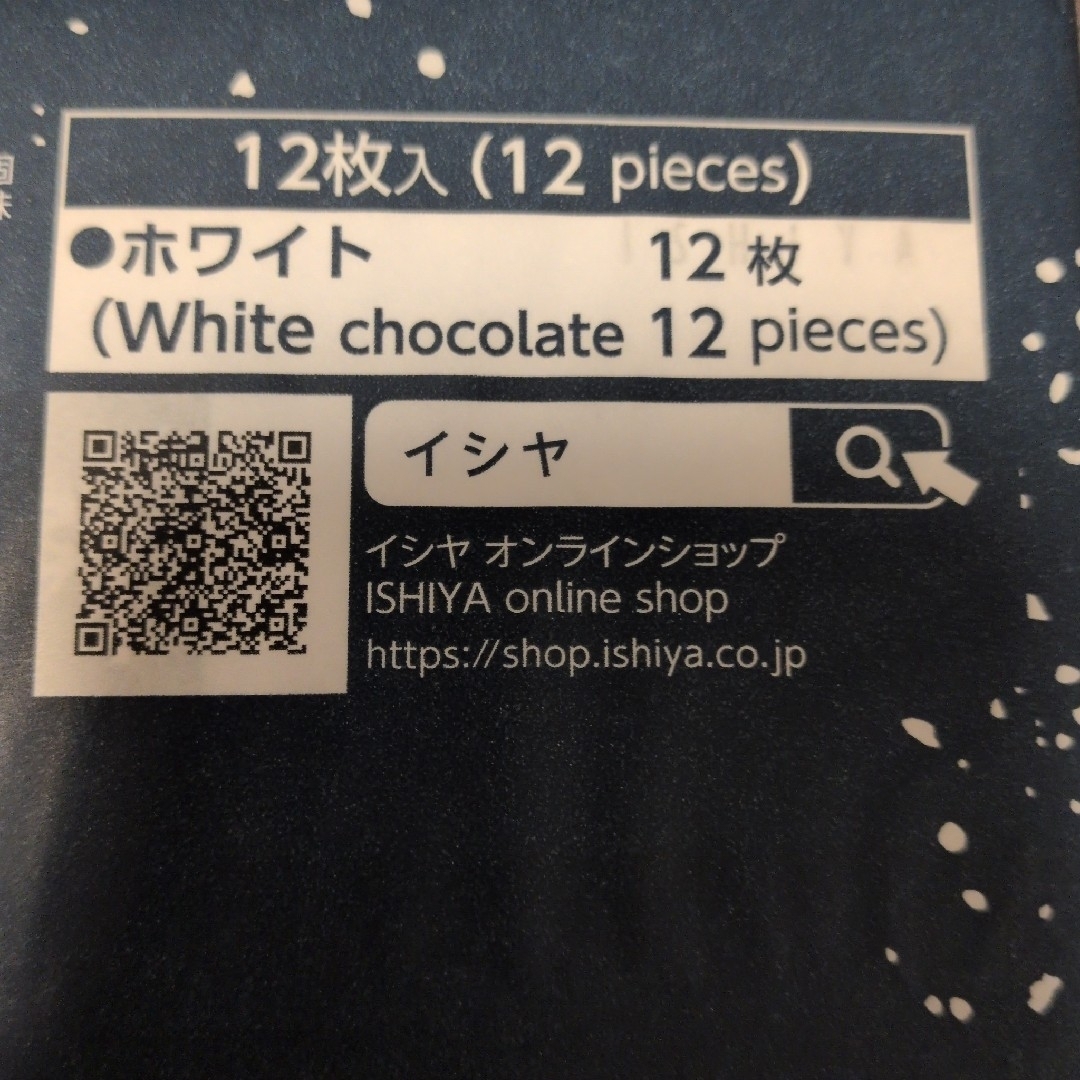 12枚入 (12 pieces)
●ホワイト 12枚
(White chocolate 12 pieces)
イシヤ
イシヤ オンラインショップ
ISHIYA online shop
https://shop.ishiya.co.jp